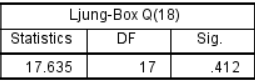 Ljung-Box Q(18)
Statistics DF Sig.
17.635 17 .412